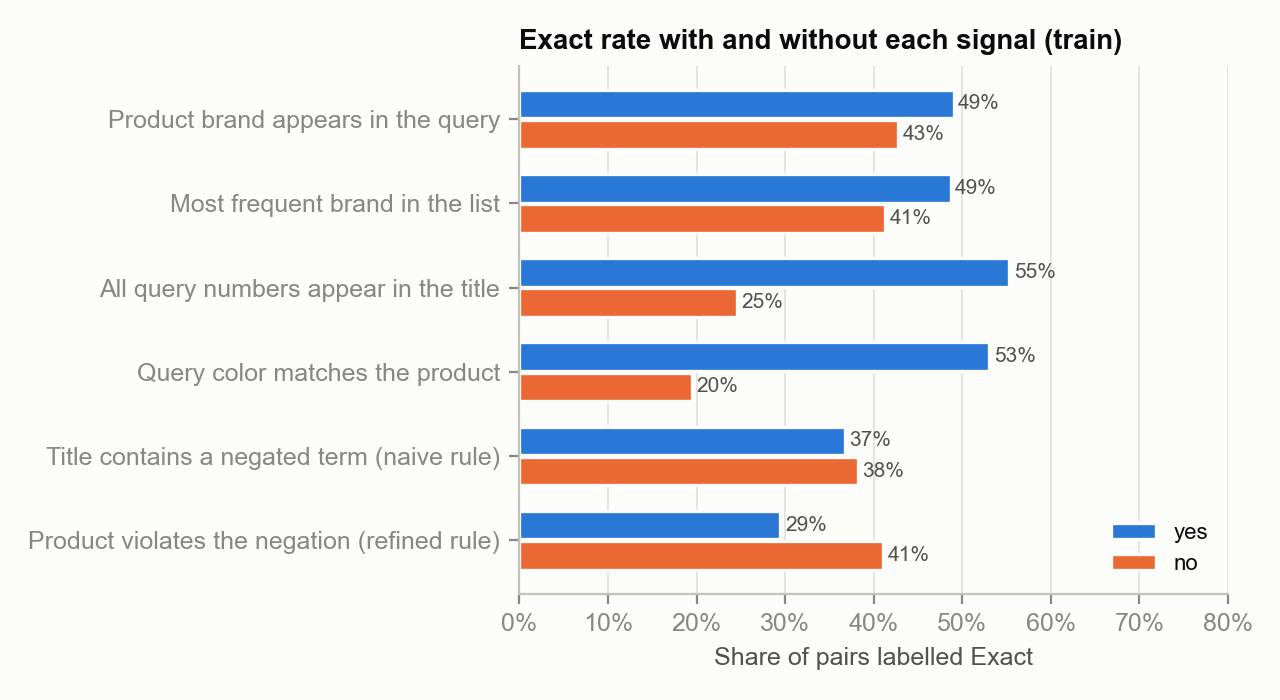 Exact rate with and without each signal (train)
Product brand appears in the query
49%
43%
Most frequent brand in the list
49%
41%
All query numbers appear in the title
55%
25%
Query color matches the product
53%
20%
Title contains a negated term (naive rule)
37%
38%
Product violates the negation (refined rule)
29%
41%
yes
no
0% 10% 20% 30% 40% 50% 60% 70% 80%
Share of pairs labelled Exact